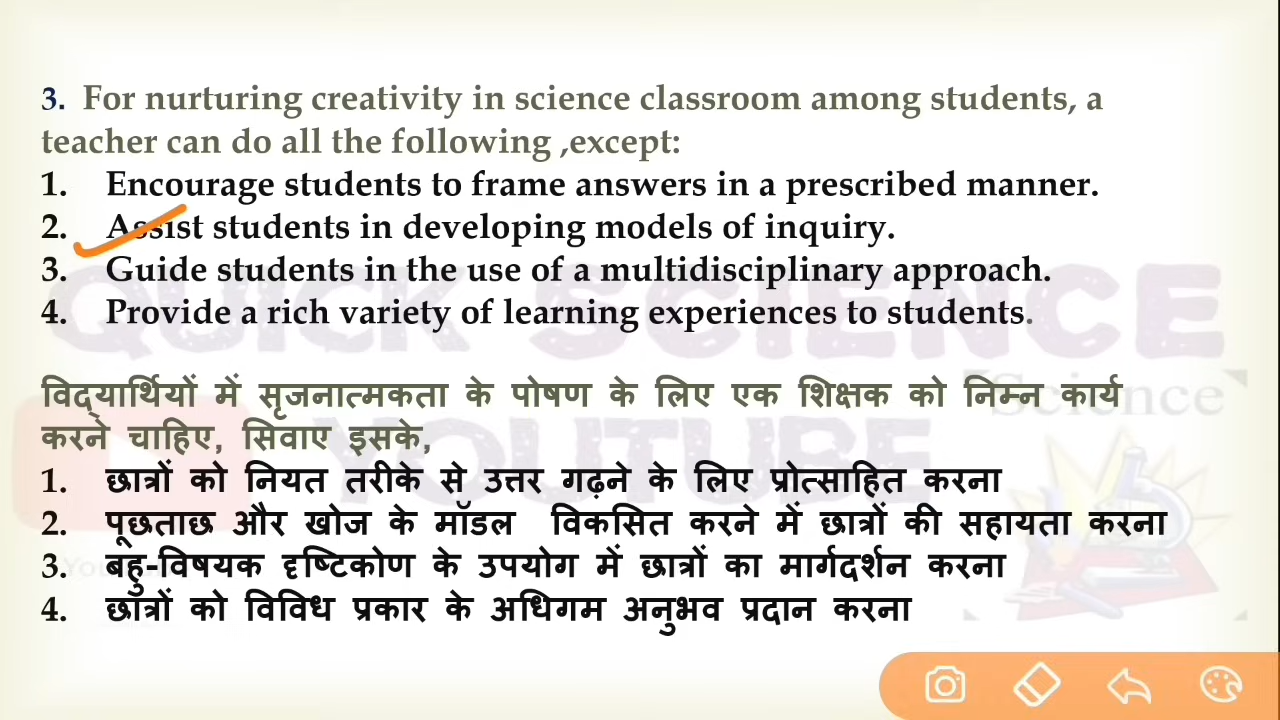 3. For nurturing creativity in science classroom among students, a
teacher can do all the following ,except:
1. Encourage students to frame answers in a prescribed manner.
2. Assist students in developing models of inquiry.
3. Guide students in the use of a multidisciplinary approach.
4. Provide a rich variety of learning experiences to students.
QUICK SCIENCE
Science
YOUTUBE
विद्यार्थियों में सृजनात्मकता के पोषण के लिए एक शिक्षक को निम्न कार्य
करने चाहिए, सिवाए इसके,
1. छात्रों को नियत तरीके से उत्तर गढ़ने के लिए प्रोत्साहित करना
2. पूछताछ और खोज के मॉडल विकसित करने में छात्रों की सहायता करना
3. बहु-विषयक दृष्टिकोण के उपयोग में छात्रों का मार्गदर्शन करना
4. छात्रों को विविध प्रकार के अधिगम अनुभव प्रदान करना